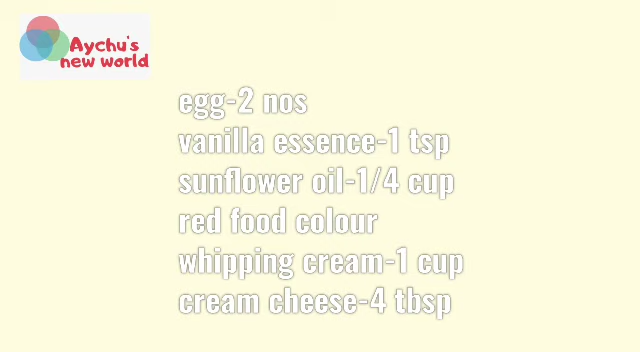 Aychu's
new world
egg-2 nos
vanilla essence-1 tsp
sunflower oil-1/4 cup
red food colour
whipping cream-1 cup
cream cheese-4 tbsp